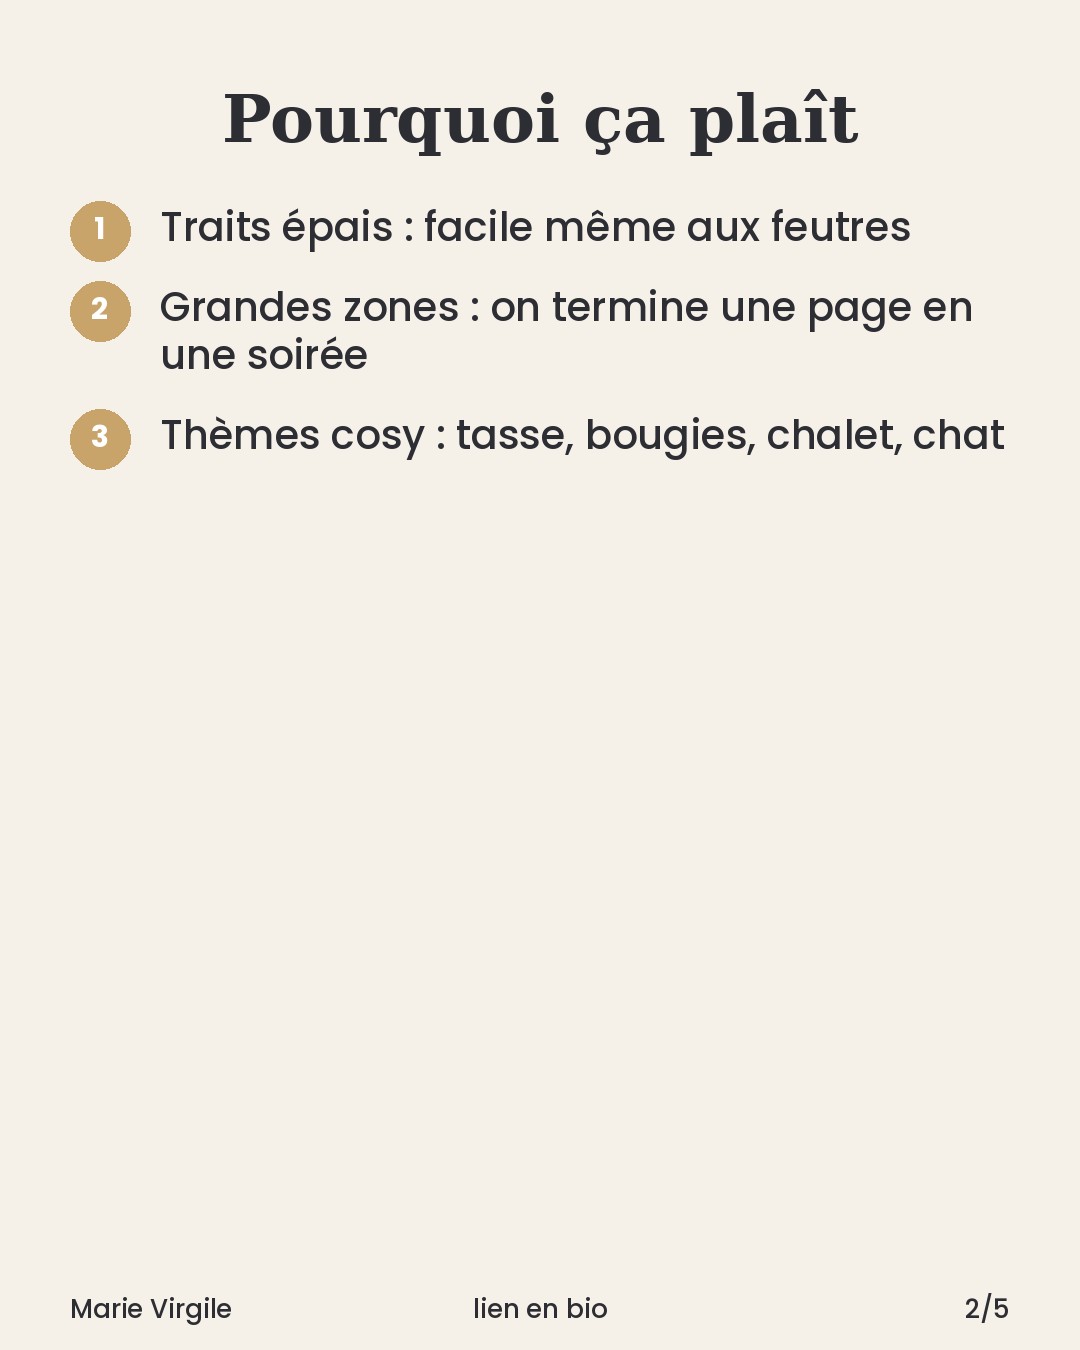 Pourquoi ça plaît
1 Traits épais : facile même aux feutres
2 Grandes zones : on termine une page en
une soirée
3 Thèmes cosy : tasse, bougies, chalet, chat
Marie Virgile lien en bio 2/5